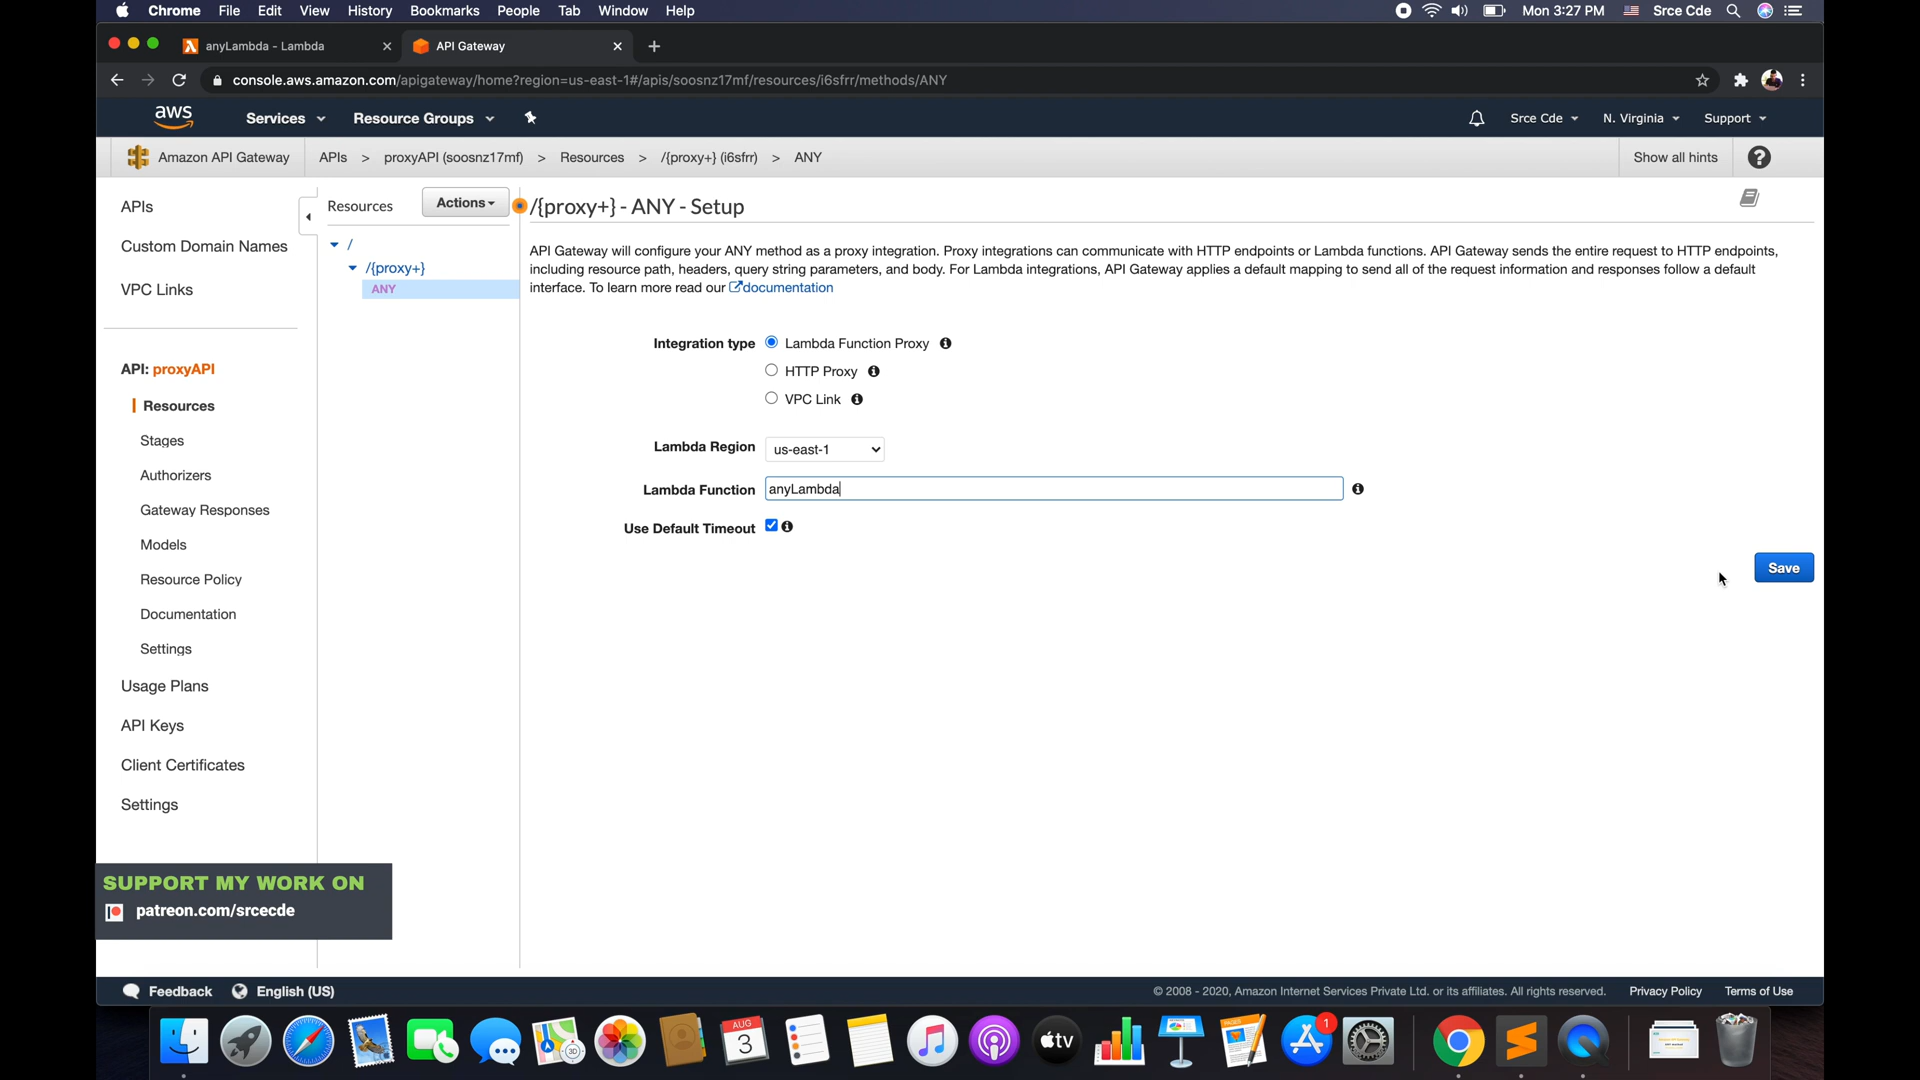 Chrome File Edit View History Bookmarks People Tab Window Help Mon 3:27 PM Srce Cde
anyLambda - Lambda API Gateway
console.aws.amazon.com/apigateway/home?region=us-east-1#/apis/soosnz17mf/resources/i6sfrr/methods/ANY
aws Services Resource Groups Srce Cde N. Virginia Support
Amazon API Gateway APIs > proxyAPI (soosnz17mf) > Resources > /{proxy+} (i6sfrr) > ANY Show all hints ?
APIs
Custom Domain Names
VPC Links
API: proxyAPI
Resources
Stages
Authorizers
Gateway Responses
Models
Resource Policy
Documentation
Settings
Usage Plans
API Keys
Client Certificates
Settings
Resources Actions
/
/{proxy+}
ANY
/{proxy+} - ANY - Setup
API Gateway will configure your ANY method as a proxy integration. Proxy integrations can communicate with HTTP endpoints or Lambda functions. API Gateway sends the entire request to HTTP endpoints,
including resource path, headers, query string parameters, and body. For Lambda integrations, API Gateway applies a default mapping to send all of the request information and responses follow a default
interface. To learn more read our documentation
Integration type Lambda Function Proxy
HTTP Proxy
VPC Link
Lambda Region us-east-1
Lambda Function anyLambda
Use Default Timeout
Save
SUPPORT MY WORK ON
patreon.com/srcecde
Feedback English (US) © 2008 - 2020, Amazon Internet Services Private Ltd. or its affiliates. All rights reserved. Privacy Policy Terms of Use
3D
AUG
3
tv
1